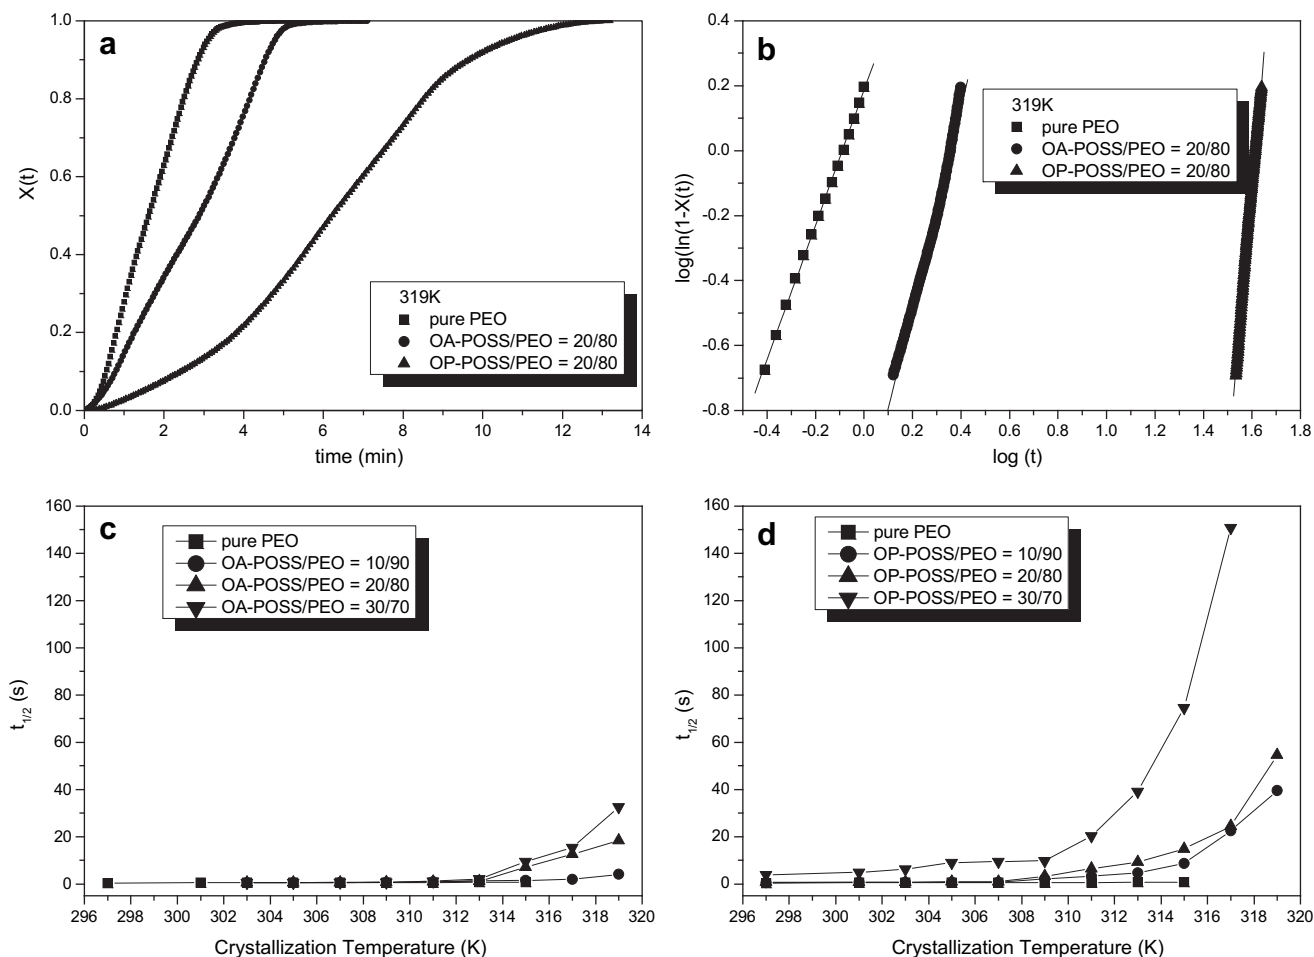 a
X(t)
1.0
0.8
0.6
0.4
0.2
0.0
319K
pure PEO
OA-POSS/PEO = 20/80
OP-POSS/PEO = 20/80
0 2 4 6 8 10 12 14
time (min)
b
log(ln(1-X(t))
0.4
0.2
0.0
-0.2
-0.4
-0.6
-0.8
319K
pure PEO
OA-POSS/PEO = 20/80
OP-POSS/PEO = 20/80
-0.4 -0.2 0.0 0.2 0.4 0.6 0.8 1.0 1.2 1.4 1.6 1.8
log (t)
c
t1/2 (s)
160
140
120
100
80
60
40
20
0
pure PEO
OA-POSS/PEO = 10/90
OA-POSS/PEO = 20/80
OA-POSS/PEO = 30/70
296 298 300 302 304 306 308 310 312 314 316 318 320
Crystallization Temperature (K)
d
t1/2 (s)
160
140
120
100
80
60
40
20
0
pure PEO
OP-POSS/PEO = 10/90
OP-POSS/PEO = 20/80
OP-POSS/PEO = 30/70
296 298 300 302 304 306 308 310 312 314 316 318 320
Crystallization Temperature (K)